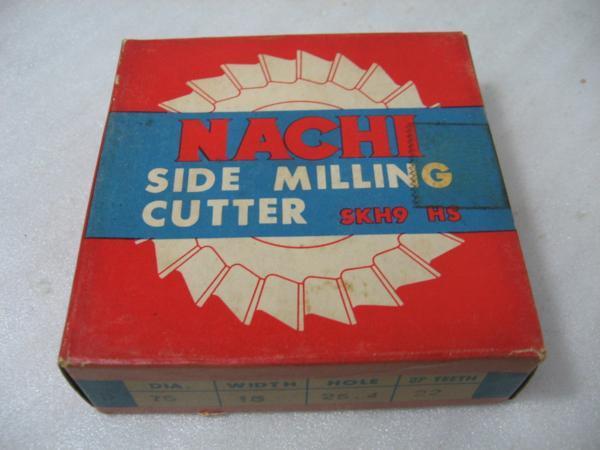 NACHI
SIDE MILLING
CUTTER SKH9 HS
DIA. WIDTH HOLE OF TEETH
75 18 25.4 22